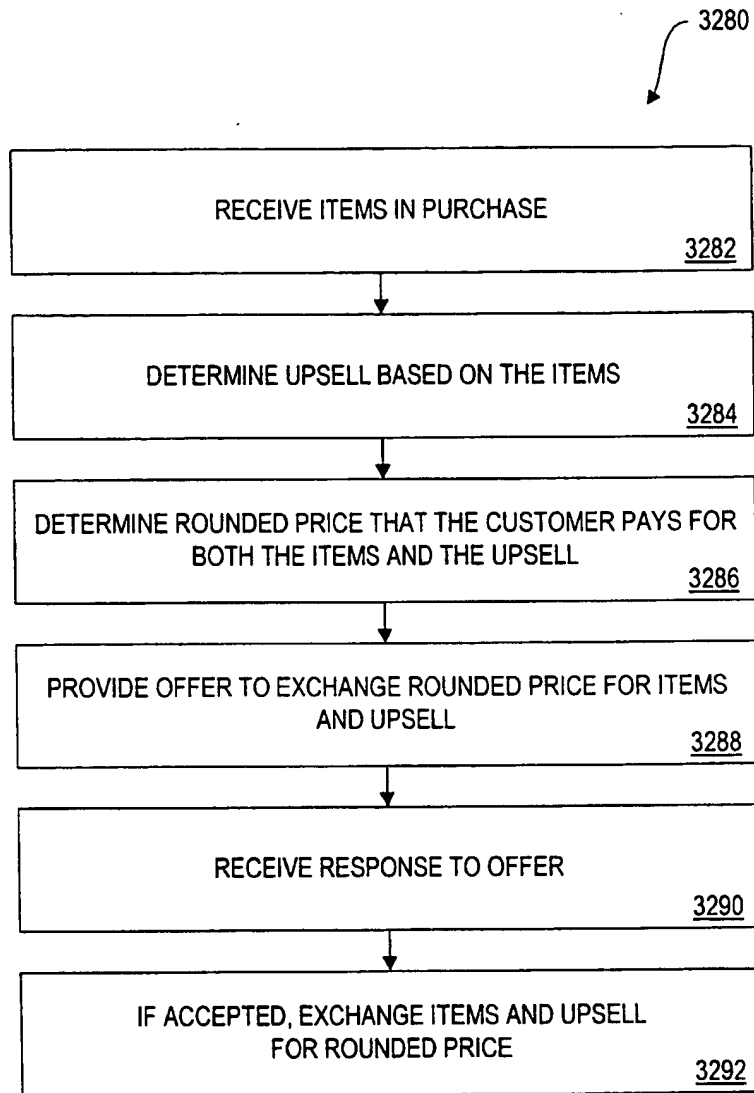 3280
RECEIVE ITEMS IN PURCHASE
3282
DETERMINE UPSELL BASED ON THE ITEMS
3284
DETERMINE ROUNDED PRICE THAT THE CUSTOMER PAYS FOR
BOTH THE ITEMS AND THE UPSELL
3286
PROVIDE OFFER TO EXCHANGE ROUNDED PRICE FOR ITEMS
AND UPSELL
3288
RECEIVE RESPONSE TO OFFER
3290
IF ACCEPTED, EXCHANGE ITEMS AND UPSELL
FOR ROUNDED PRICE
3292